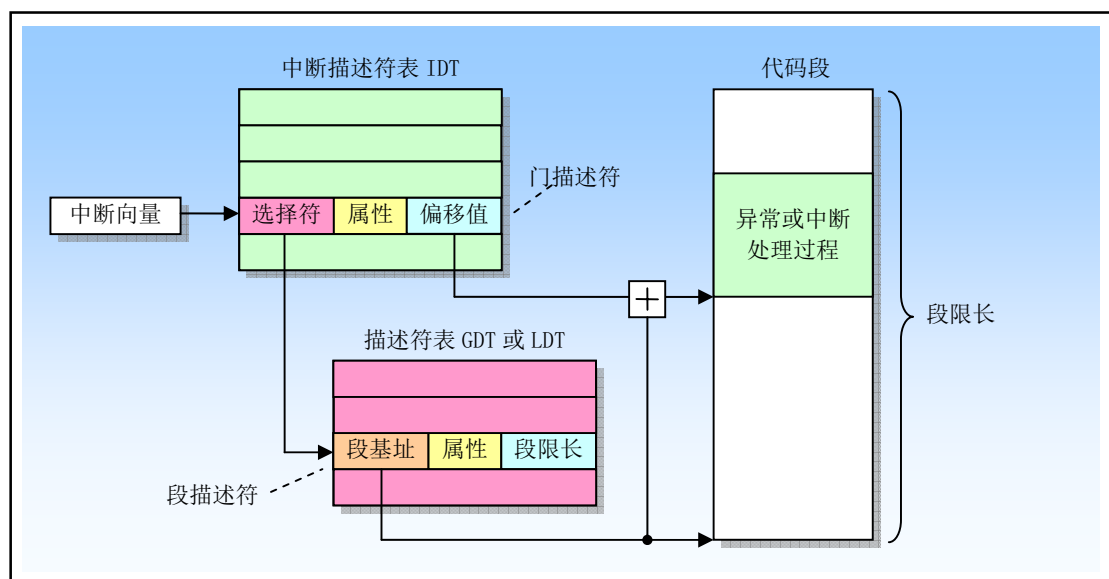 中断描述符表 IDT
代码段
门描述符
中断向量
选择符
属性
偏移值
异常或中断
处理过程
段限长
描述符表 GDT 或 LDT
段基址
属性
段限长
段描述符